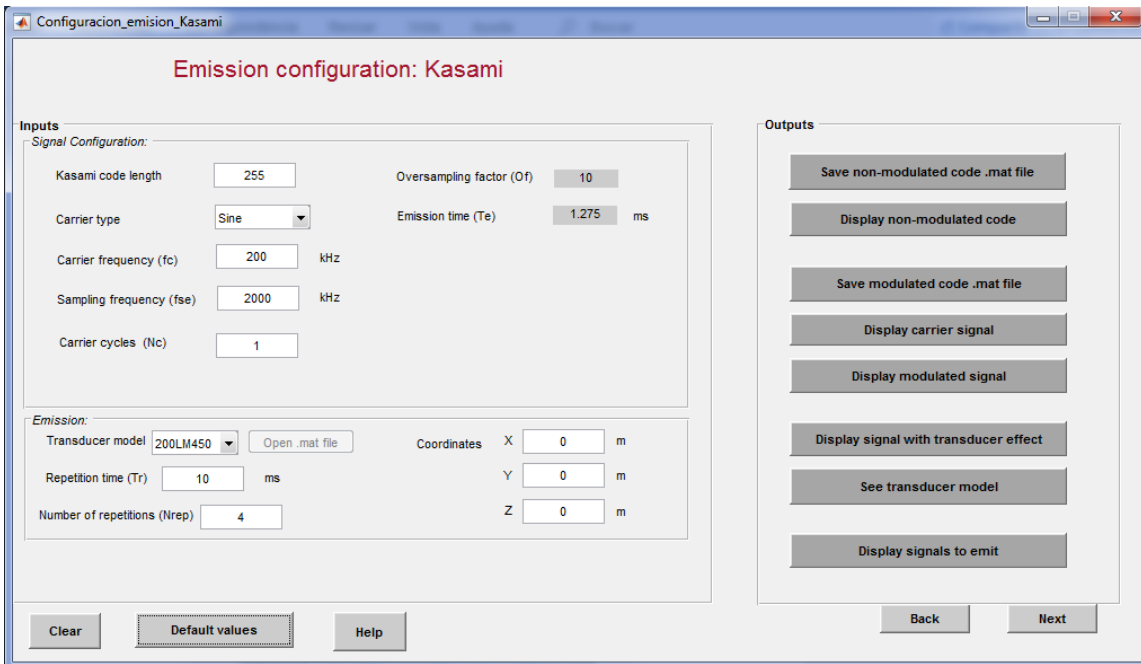 Configuracion_emision_Kasami
Emission configuration: Kasami
Inputs
Signal Configuration:
Kasami code length 255
Oversampling factor (Of) 10
Carrier type Sine
Emission time (Te) 1.275 ms
Carrier frequency (fc) 200 kHz
Sampling frequency (fse) 2000 kHz
Carrier cycles (Nc) 1
Emission:
Transducer model 200LM450 Open .mat file
Coordinates X 0 m
Repetition time (Tr) 10 ms
Y 0 m
Number of repetitions (Nrep) 4
Z 0 m
Outputs
Save non-modulated code .mat file
Display non-modulated code
Save modulated code .mat file
Display carrier signal
Display modulated signal
Display signal with transducer effect
See transducer model
Display signals to emit
Clear
Default values
Help
Back
Next